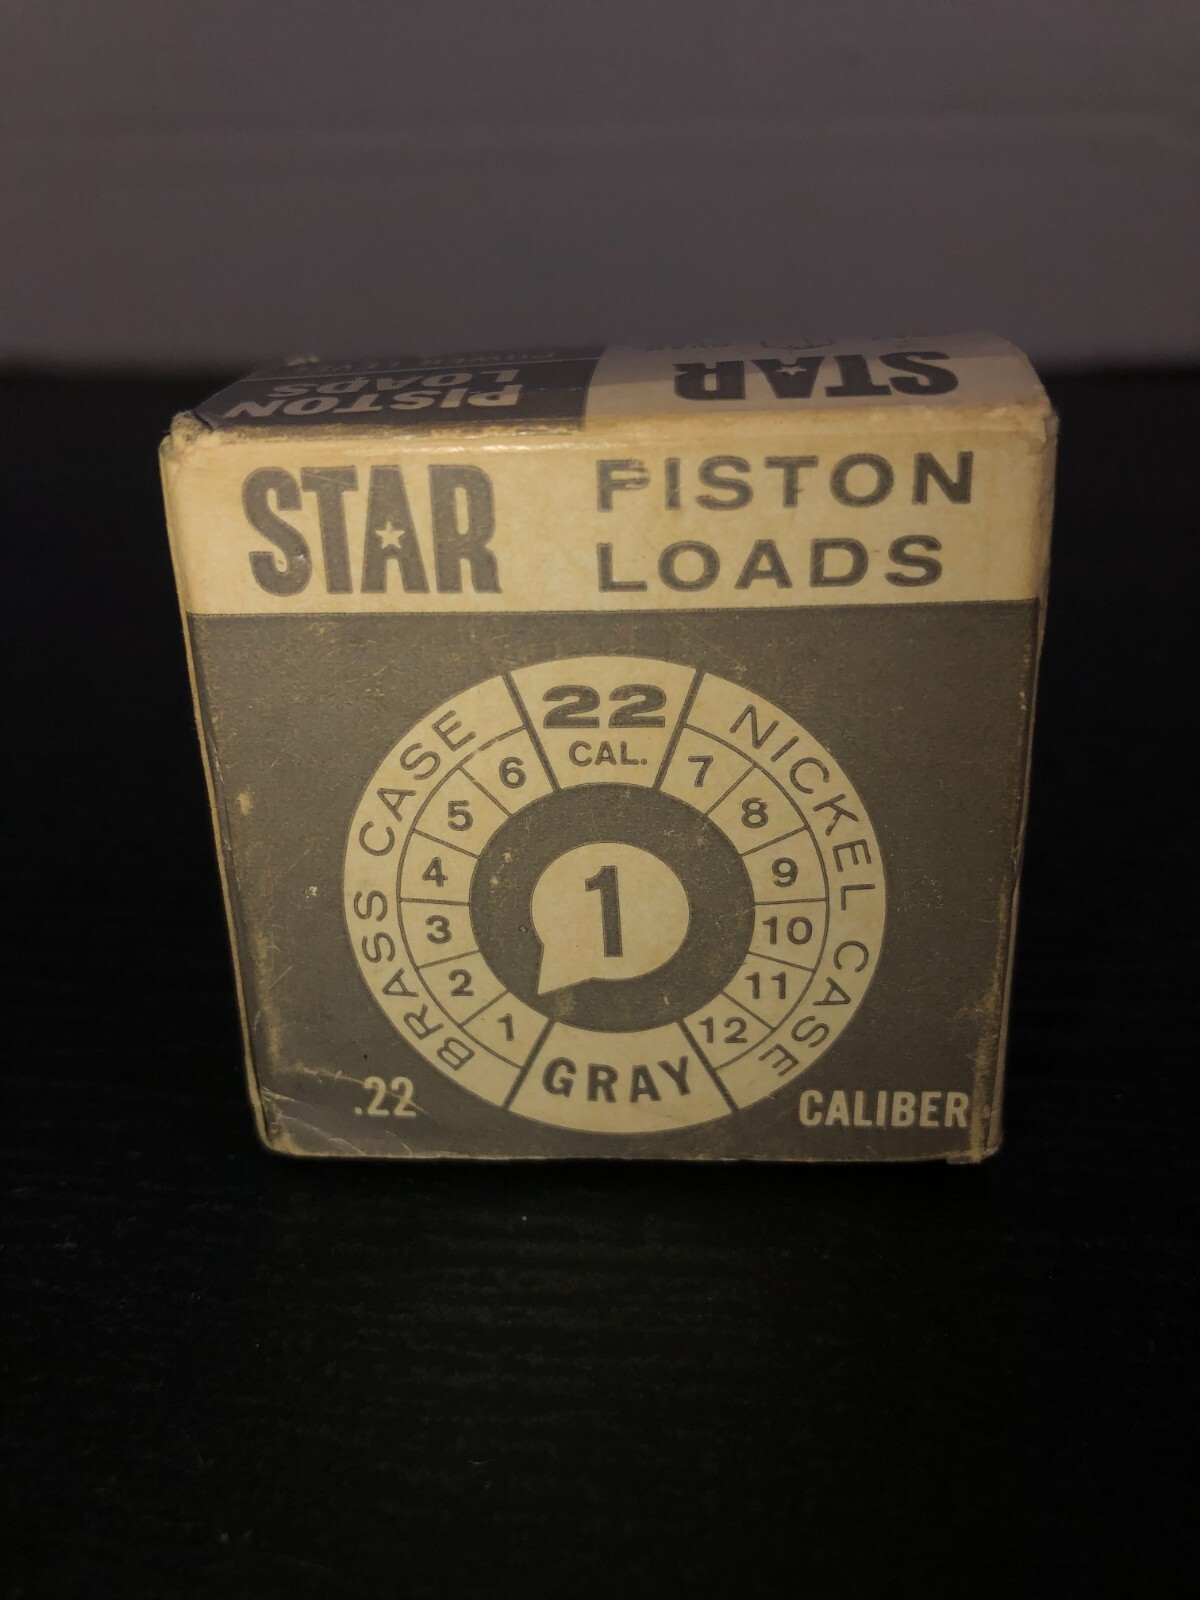 PISTON
LOADS
STAR
STAR
PISTON
LOADS
22
CAL.
BRASS CASE
NICKEL CASE
1
2
3
4
5
6
7
8
9
10
11
12
1
GRAY
.22
CALIBER